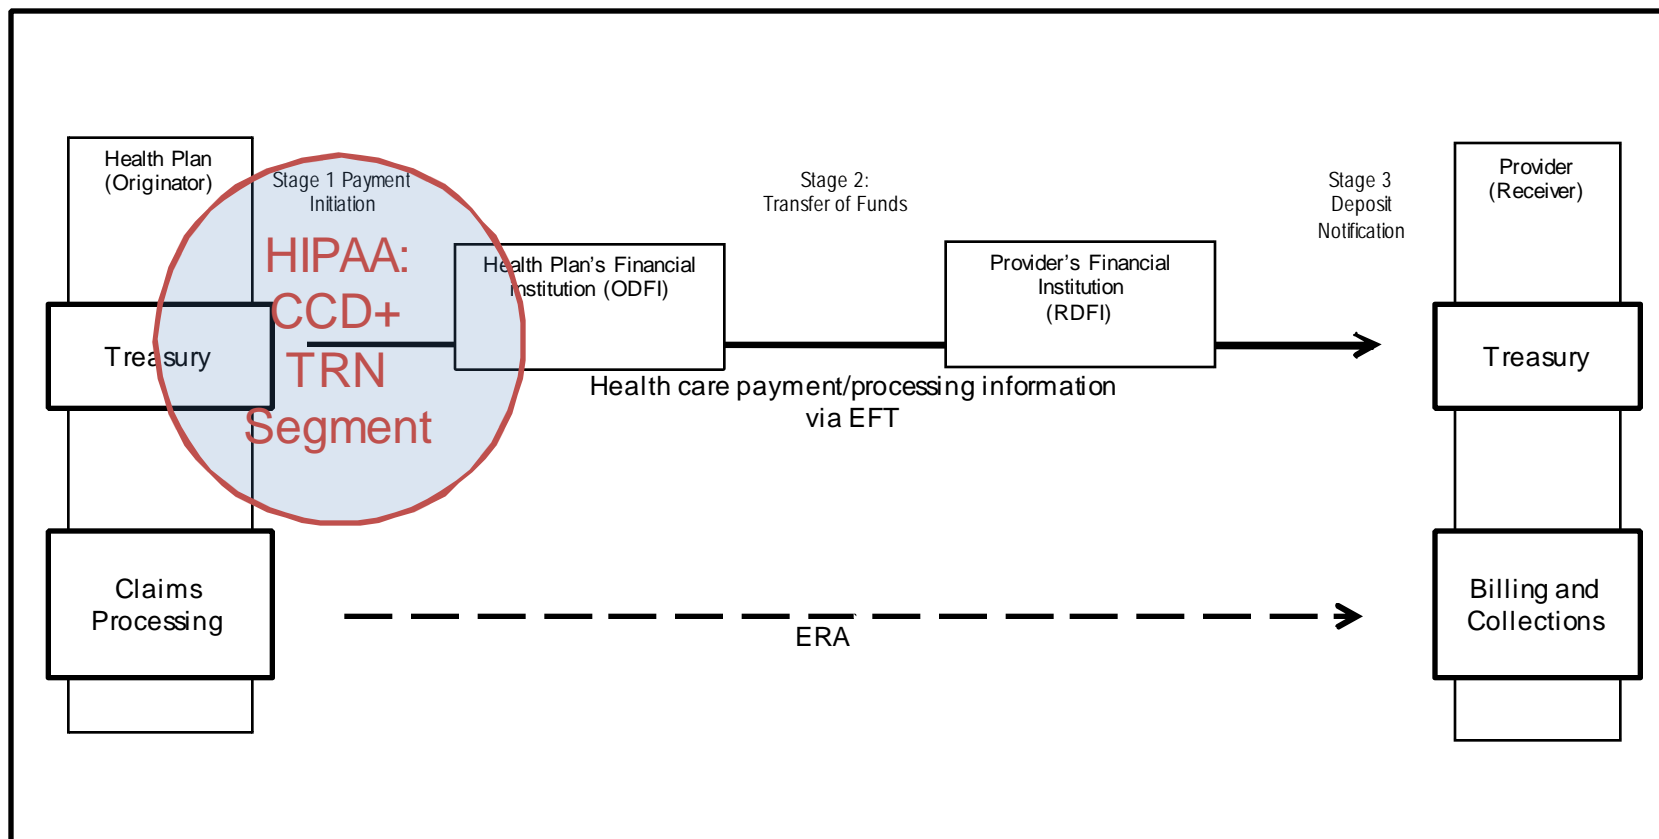 Health Plan
(Originator)
Stage 1 Payment
Initiation
HIPAA:
CCD+
TRN
Segment
Treasury
Health Plan's Financial
Institution (ODFI)
Stage 2:
Transfer of Funds
Provider's Financial
Institution
(RDFI)
Health care payment/processing information
via EFT
Stage 3
Deposit
Notification
Provider
(Receiver)
Treasury
Claims
Processing
ERA
Billing and
Collections